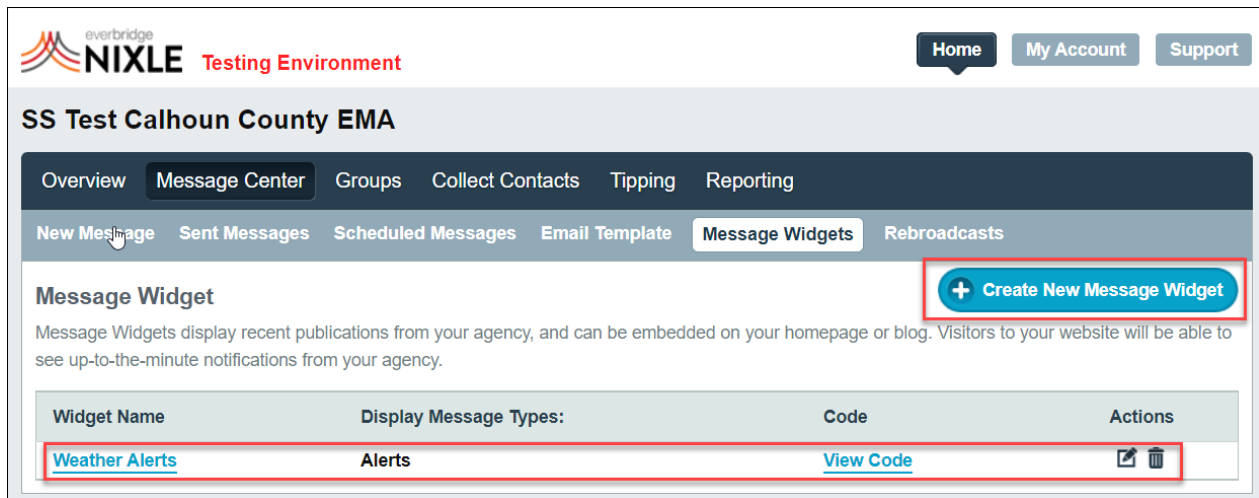 everbridge
NIXLE Testing Environment
Home My Account Support
SS Test Calhoun County EMA
Overview Message Center Groups Collect Contacts Tipping Reporting
New Message Sent Messages Scheduled Messages Email Template Message Widgets Rebroadcasts
Create New Message Widget
Message Widget
Message Widgets display recent publications from your agency, and can be embedded on your homepage or blog. Visitors to your website will be able to
see up-to-the-minute notifications from your agency.
Widget Name Display Message Types: Code Actions
Weather Alerts Alerts View Code